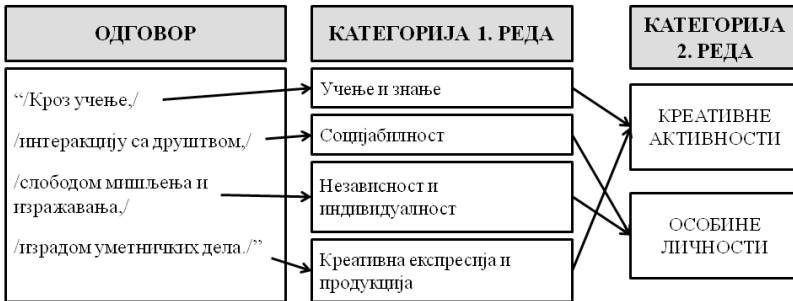 ОДГОВОР
“/Кроз учење,/
/интеракцију са друштвом,/
/слободом мишљења и
изражавања,/
/израдом уметничких дела./”
КАТЕГОРИЈА 1. РЕДА
Учење и знање
Социјабилност
Независност и
индивидуалност
Креативна експресија и
продукција
КАТЕГОРИЈА
2. РЕДА
КРЕАТИВНЕ
АКТИВНОСТИ
ОСОБИНЕ
ЛИЧНОСТИ